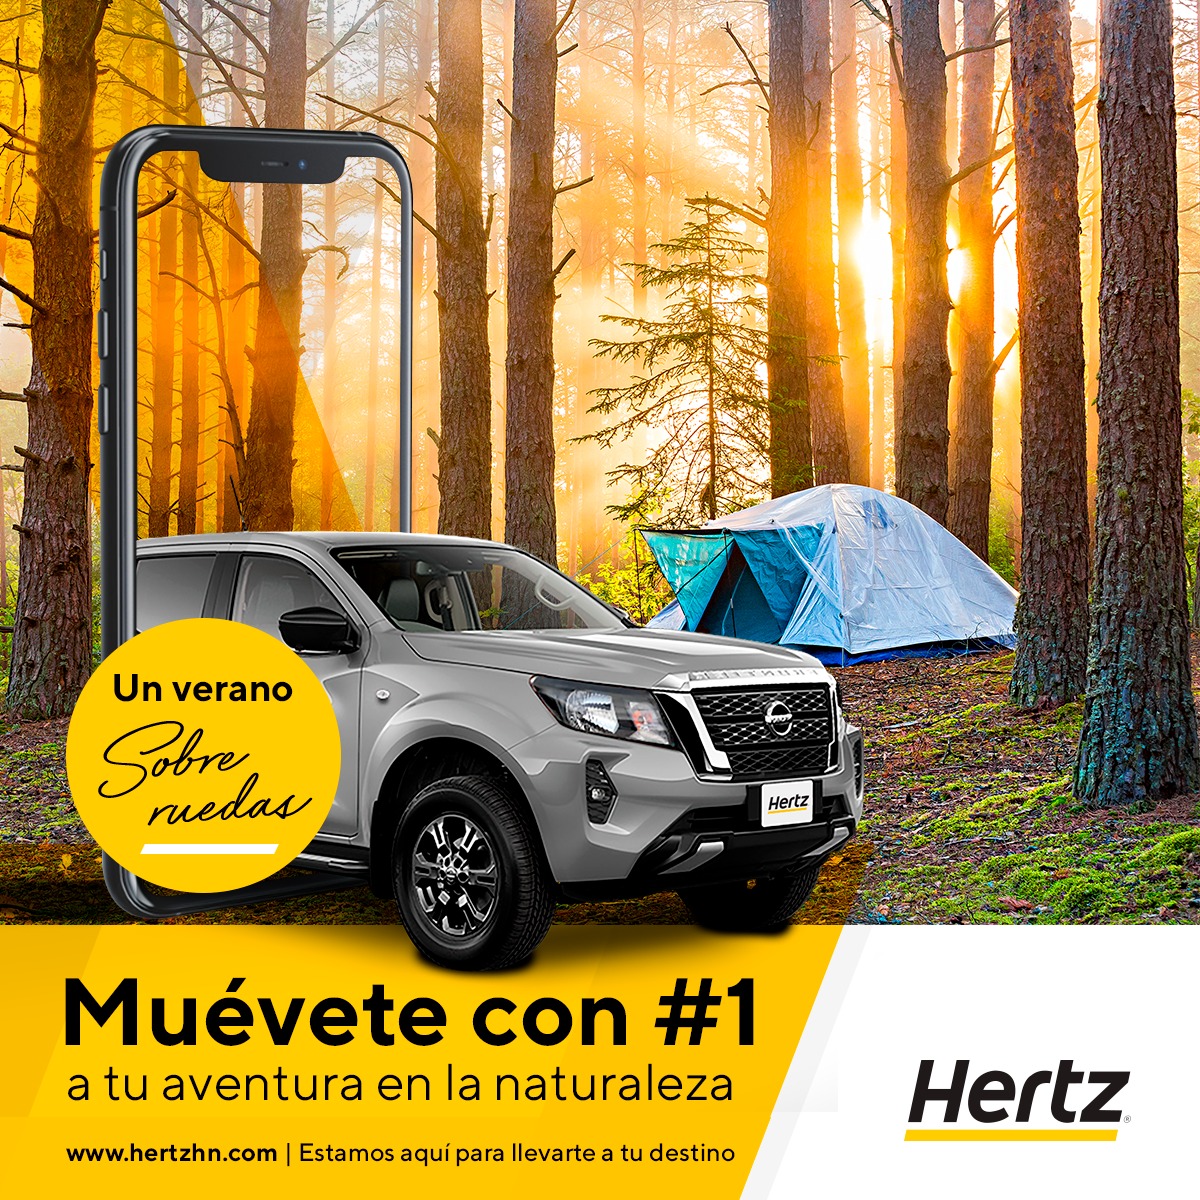 Un verano
Sobre
ruedas
Hertz
Muévete con #1
a tu aventura en la naturaleza
www.hertzhn.com | Estamos aquí para llevarte a tu destino
Hertz®